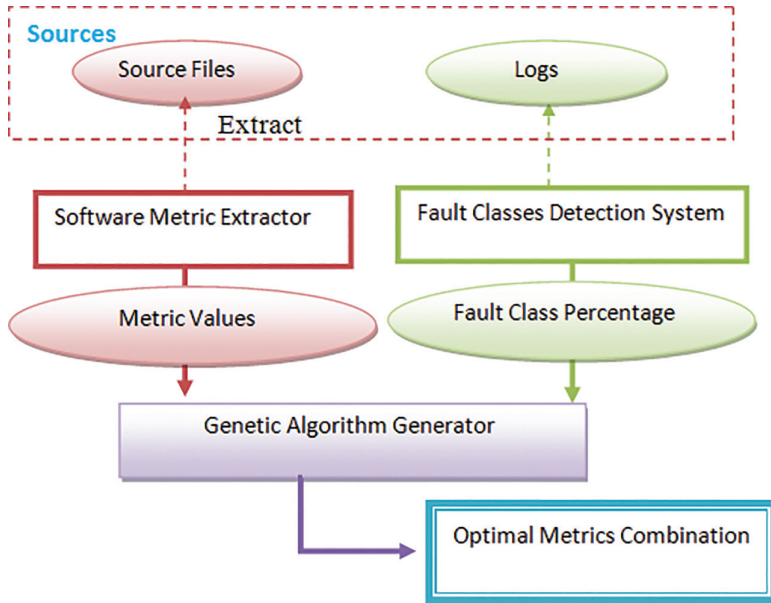 Sources
Source Files
Logs
Extract
Software Metric Extractor
Fault Classes Detection System
Metric Values
Fault Class Percentage
Genetic Algorithm Generator
Optimal Metrics Combination